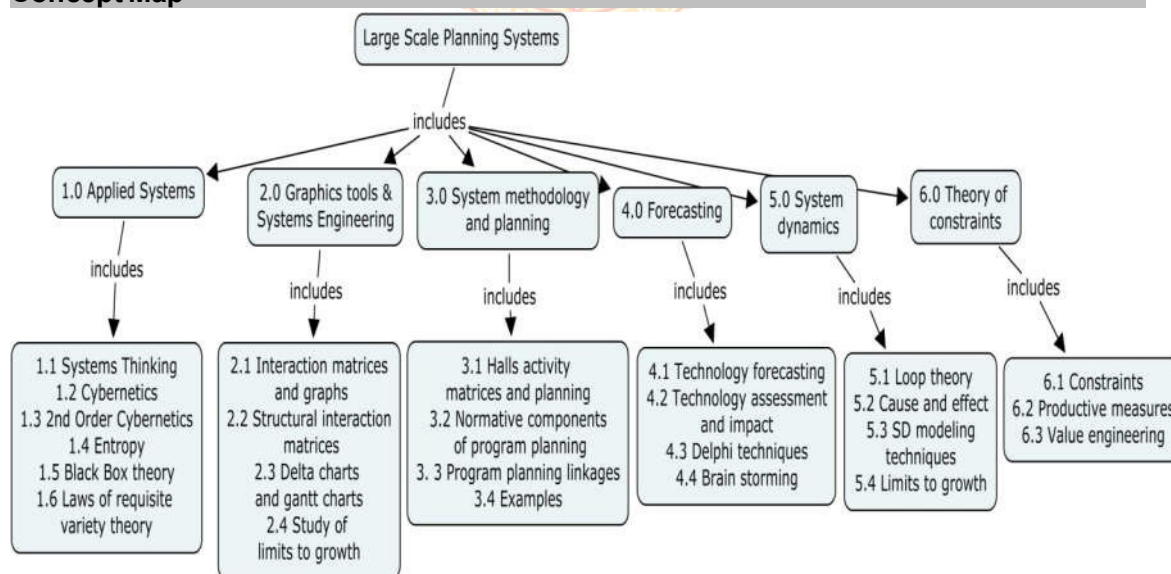 Concept Map
Large Scale Planning Systems
includes
1.0 Applied Systems
2.0 Graphics tools &
Systems Engineering
3.0 System methodology
and planning
4.0 Forecasting
5.0 System
dynamics
6.0 Theory of
constraints
includes
includes
includes
includes
includes
includes
1.1 Systems Thinking
1.2 Cybernetics
1.3 2nd Order Cybernetics
1.4 Entropy
1.5 Black Box theory
1.6 Laws of requisite
variety theory
2.1 Interaction matrices
and graphs
2.2 Structural interaction
matrices
2.3 Delta charts
and gantt charts
2.4 Study of
limits to growth
3.1 Halls activity
matrices and planning
3.2 Normative components
of program planning
3. 3 Program planning linkages
3.4 Examples
4.1 Technology forecasting
4.2 Technology assessment
and impact
4.3 Delphi techniques
4.4 Brain storming
5.1 Loop theory
5.2 Cause and effect
5.3 SD modeling
techniques
5.4 Limits to growth
6.1 Constraints
6.2 Productive measures
6.3 Value engineering